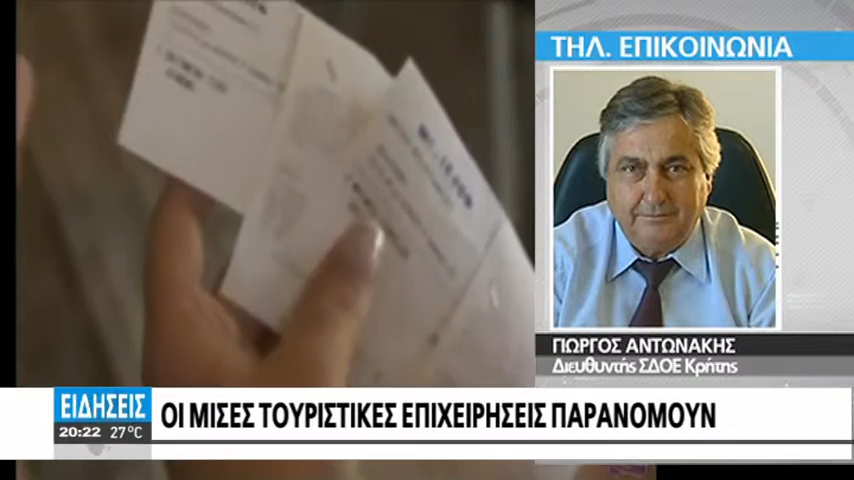 ΤΗΛ. ΕΠΙΚΟΙΝΩΝΙΑ
ΓΙΩΡΓΟΣ ΑΝΤΩΝΑΚΗΣ
Διευθυντής ΣΔΟΕ Κρήτης
ΕΙΔΗΣΕΙΣ
20:22 27°C
ΟΙ ΜΙΣΕΣ ΤΟΥΡΙΣΤΙΚΕΣ ΕΠΙΧΕΙΡΗΣΕΙΣ ΠΑΡΑΝΟΜΟΥΝ